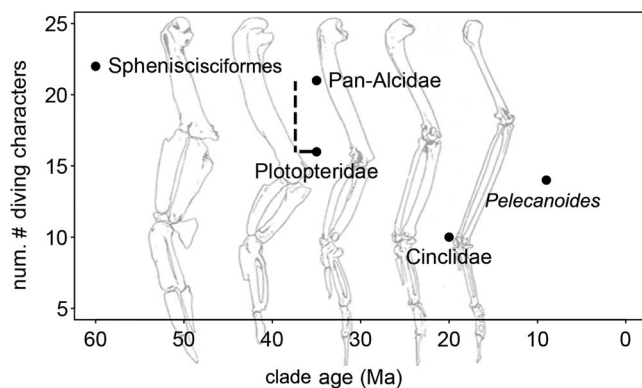 25
Spheniscisciformes
Pan-Alcidae
20
Plotopteridae
15
Pelecanoides
10
Cinclidae
5
num. # diving characters
60 50 40 30 20 10 0
clade age (Ma)